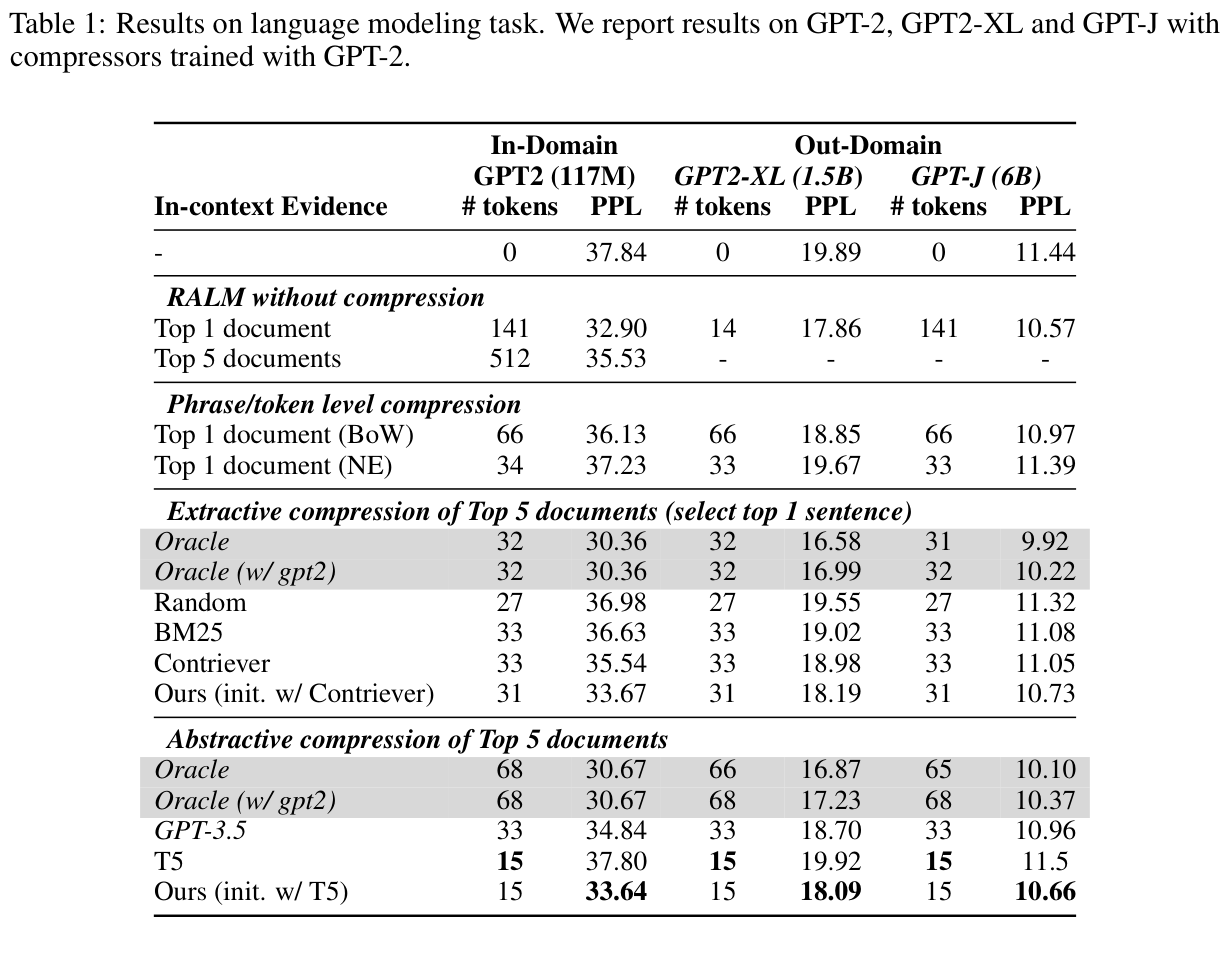 Table 1: Results on language modeling task. We report results on GPT-2, GPT2-XL and GPT-J with
compressors trained with GPT-2.
In-Domain Out-Domain
GPT2 (117M) GPT2-XL (1.5B) GPT-J (6B)
In-context Evidence # tokens PPL # tokens PPL # tokens PPL
- 0 37.84 0 19.89 0 11.44
RALM without compression
Top 1 document 141 32.90 14 17.86 141 10.57
Top 5 documents 512 35.53 - - - -
Phrase/token level compression
Top 1 document (BoW) 66 36.13 66 18.85 66 10.97
Top 1 document (NE) 34 37.23 33 19.67 33 11.39
Extractive compression of Top 5 documents (select top 1 sentence)
Oracle 32 30.36 32 16.58 31 9.92
Oracle (w/ gpt2) 32 30.36 32 16.99 32 10.22
Random 27 36.98 27 19.55 27 11.32
BM25 33 36.63 33 19.02 33 11.08
Contriever 33 35.54 33 18.98 33 11.05
Ours (init. w/ Contriever) 31 33.67 31 18.19 31 10.73
Abstractive compression of Top 5 documents
Oracle 68 30.67 66 16.87 65 10.10
Oracle (w/ gpt2) 68 30.67 68 17.23 68 10.37
GPT-3.5 33 34.84 33 18.70 33 10.96
T5 15 37.80 15 19.92 15 11.5
Ours (init. w/ T5) 15 33.64 15 18.09 15 10.66